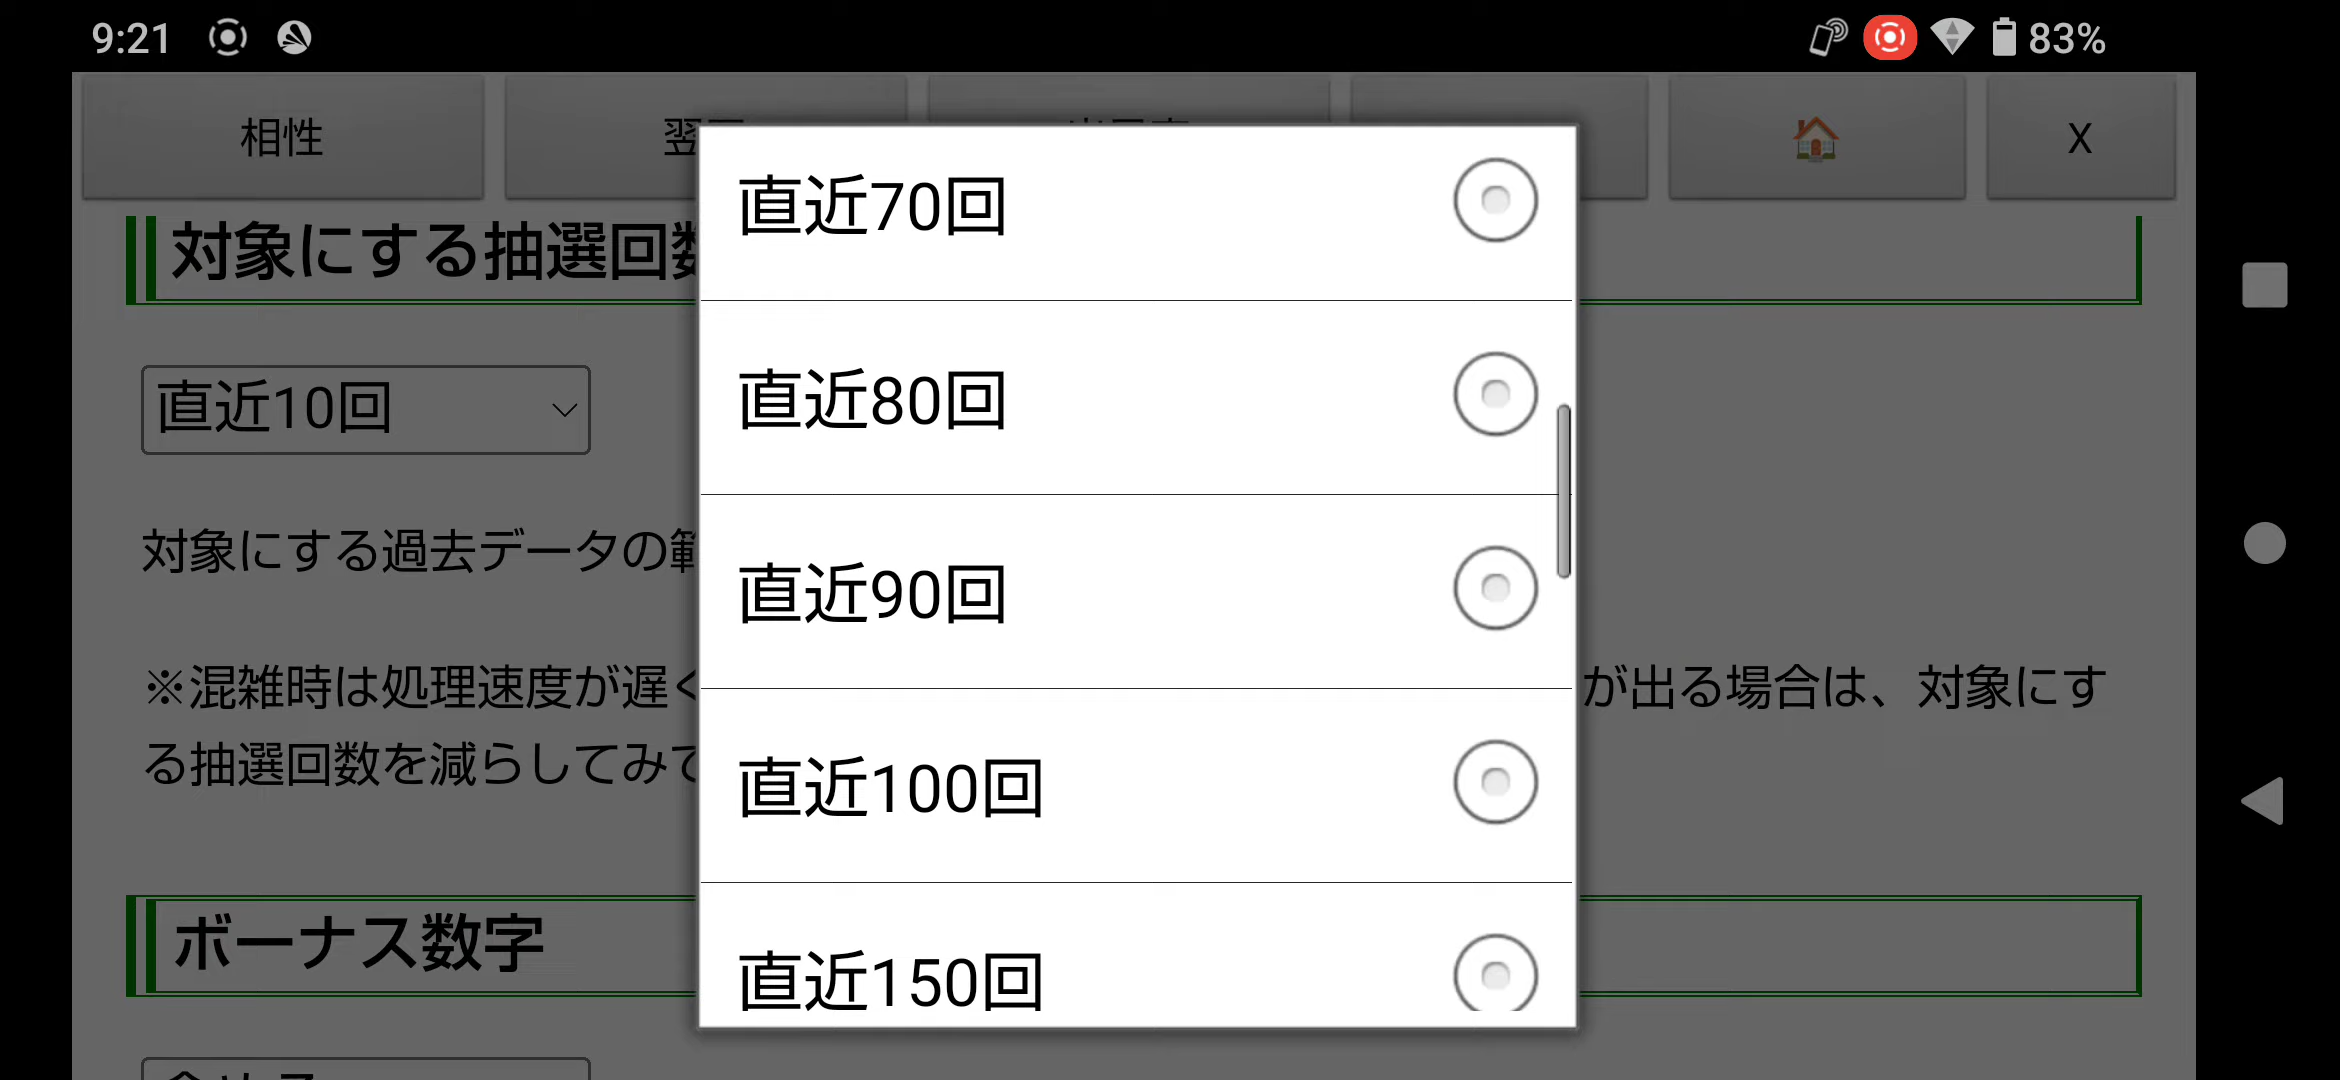 9:21
83%
相性
🏠
X
対象にする抽選回
直近10回
対象にする過去データの
※混雑時は処理速度が遅く
が出る場合は、対象にす
る抽選回数を減らしてみて
ボーナス数字
直近70回
直近80回
直近90回
直近100回
直近150回